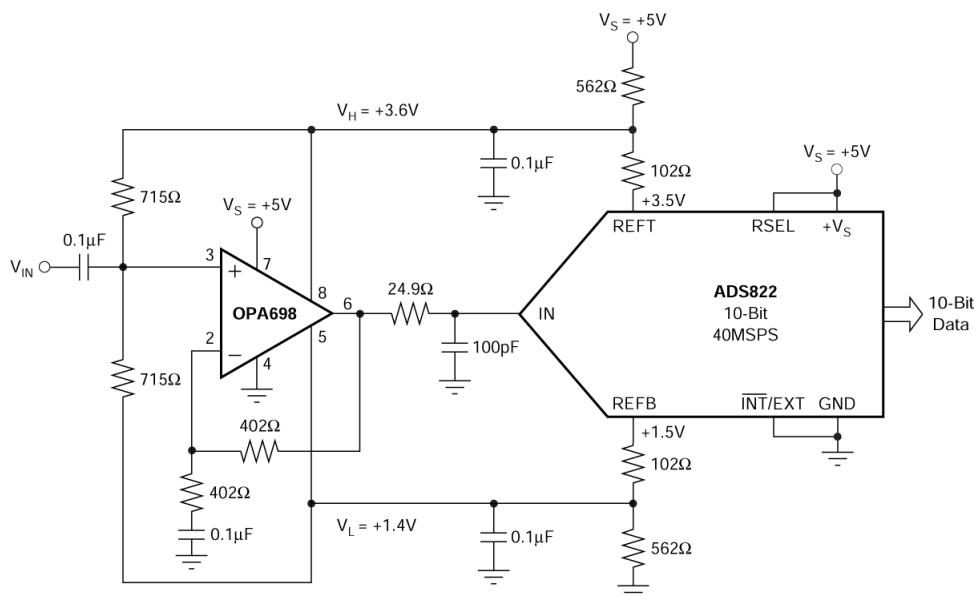 V_S = +5V
562Ω
V_H = +3.6V
0.1μF
102Ω
+3.5V
V_S = +5V
REFT
RSEL
+V_S
715Ω
V_S = +5V
0.1μF
V_IN
3
+
7
8
OPA698
6
24.9Ω
IN
ADS822
10-Bit
40MSPS
10-Bit
Data
2
−
5
4
100pF
715Ω
402Ω
REFB
INT/EXT
GND
+1.5V
102Ω
402Ω
0.1μF
V_L = +1.4V
0.1μF
562Ω